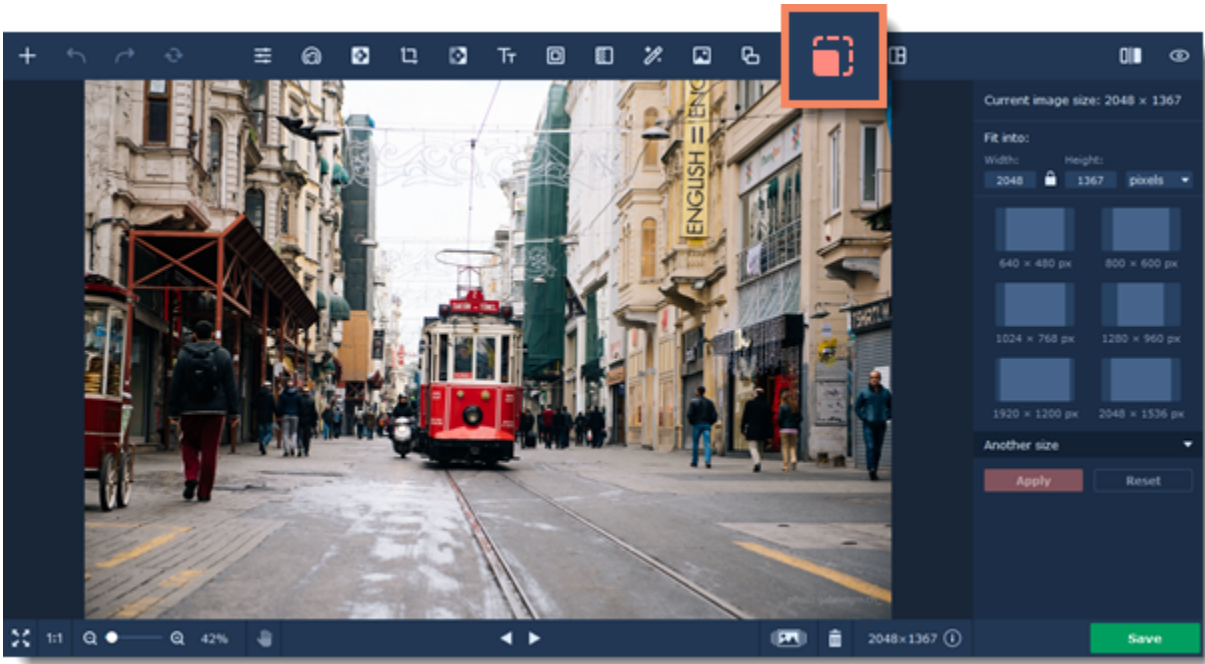 Current image size: 2048 × 1367
Fit into:
Width: Height:
2048 1367 pixels
640 × 480 px 800 × 600 px
1024 × 768 px 1280 × 960 px
1920 × 1200 px 2048 × 1536 px
Another size
Apply Reset
ENGLISH = ENG
1:1 42% 2048×1367 Save